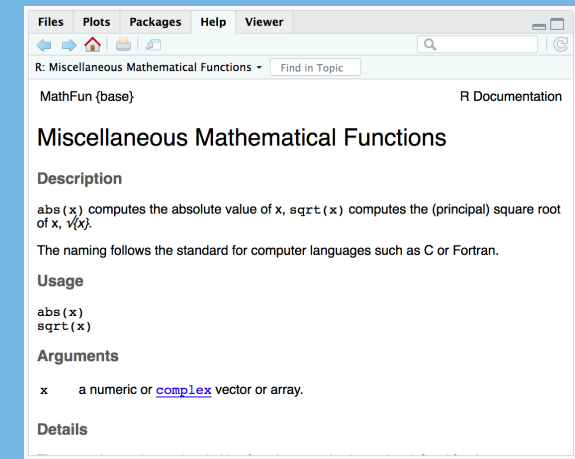 Files Plots Packages Help Viewer
R: Miscellaneous Mathematical Functions Find in Topic
MathFun {base} R Documentation
Miscellaneous Mathematical Functions
Description
abs(x) computes the absolute value of x, sqrt(x) computes the (principal) square root
of x, √{x}.
The naming follows the standard for computer languages such as C or Fortran.
Usage
abs(x)
sqrt(x)
Arguments
x a numeric or complex vector or array.
Details